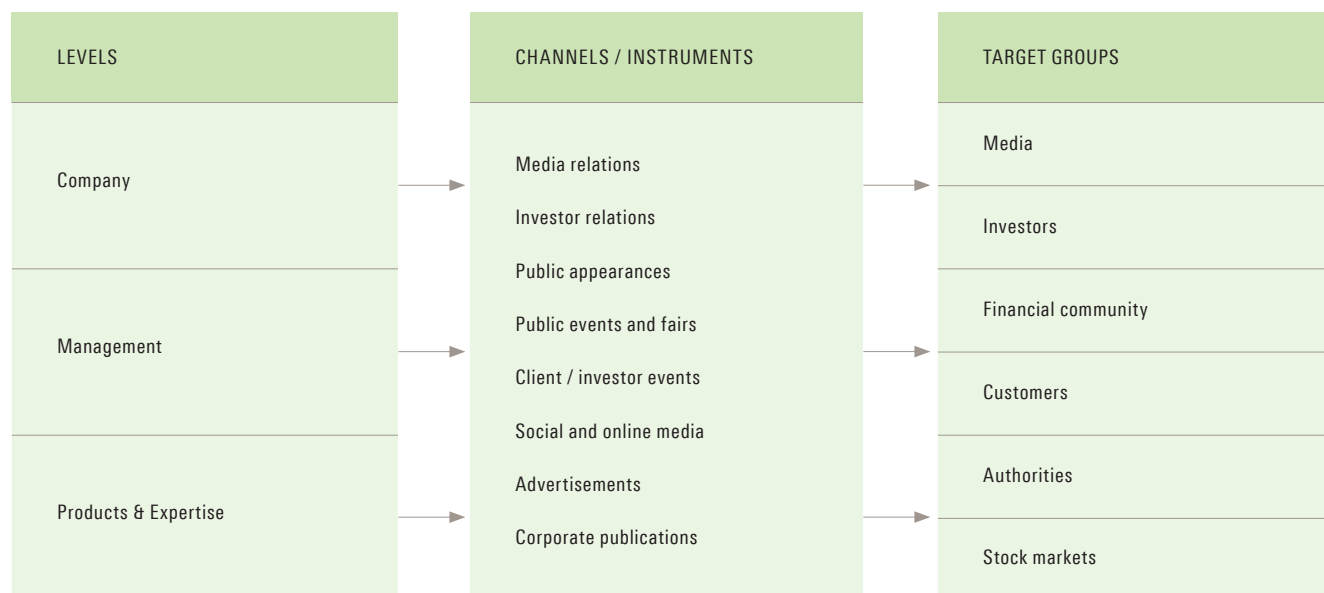 LEVELS
Company
Management
Products & Expertise
CHANNELS / INSTRUMENTS
Media relations
Investor relations
Public appearances
Public events and fairs
Client / investor events
Social and online media
Advertisements
Corporate publications
TARGET GROUPS
Media
Investors
Financial community
Customers
Authorities
Stock markets